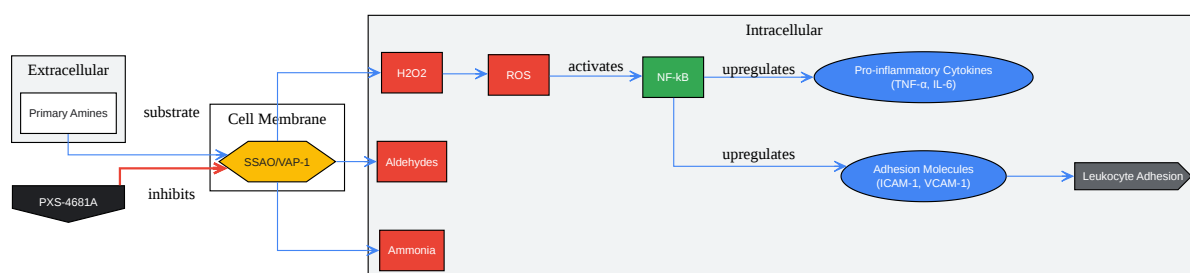 Intracellular
Extracellular
Primary Amines
substrate
Cell Membrane
SSAO/VAP-1
PXS-4681A
inhibits
H2O2
ROS
activates
NF-kB
upregulates
Pro-inflammatory Cytokines
(TNF-α, IL-6)
Aldehydes
upregulates
Adhesion Molecules
(ICAM-1, VCAM-1)
Leukocyte Adhesion
Ammonia